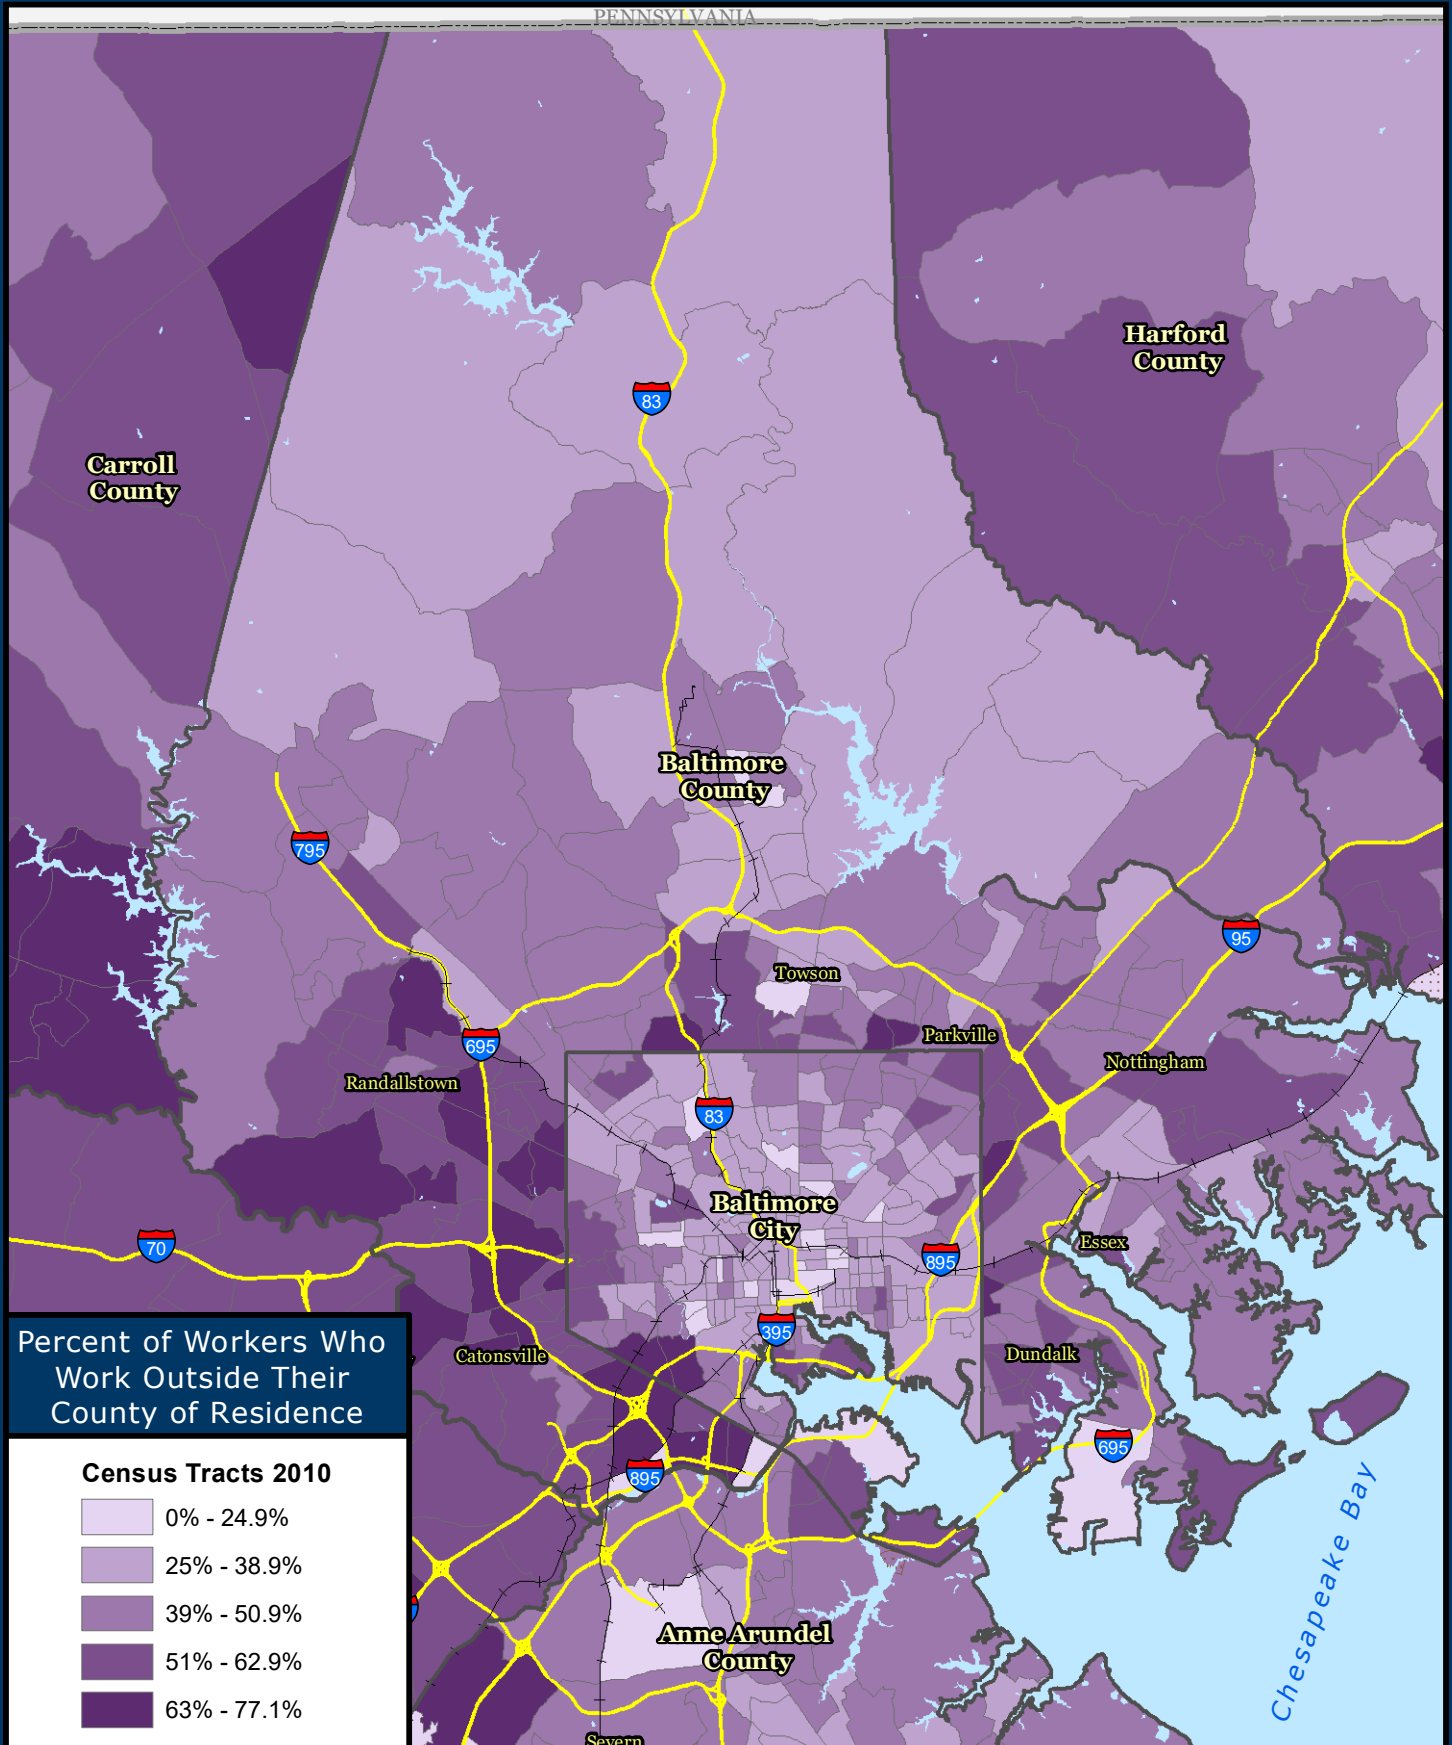 PENNSYLVANIA
83
Harford
County
Carroll
County
Baltimore
County
795
95
Towson
695
Parkville
Nottingham
Randallstown
83
Baltimore
City
70
895
Essex
395
Catonsville
Dundalk
695
895
Anne Arundel
County
Severn
Chesapeake Bay
Percent of Workers Who
Work Outside Their
County of Residence
Census Tracts 2010
0% - 24.9%
25% - 38.9%
39% - 50.9%
51% - 62.9%
63% - 77.1%